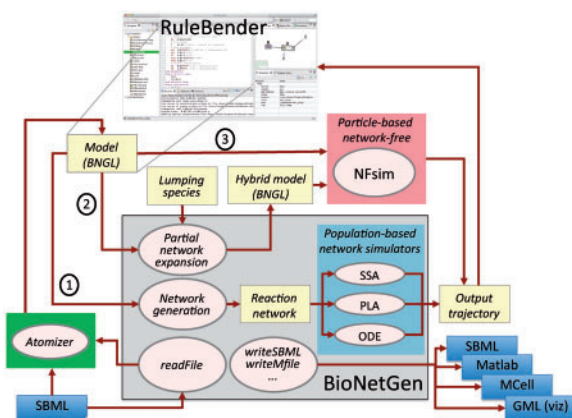 RuleBender
3
Particle-based
network-free
NFsim
Model
(BNGL)
Lumping
species
Hybrid model
(BNGL)
2
Partial
network
expansion
Population-based
network simulators
SSA
1
Network
generation
Reaction
network
PLA
Output
trajectory
ODE
Atomizer
readFile
writeSBML
writeMfile
...
SBML
Matlab
MCell
GML (viz)
BioNetGen
SBML